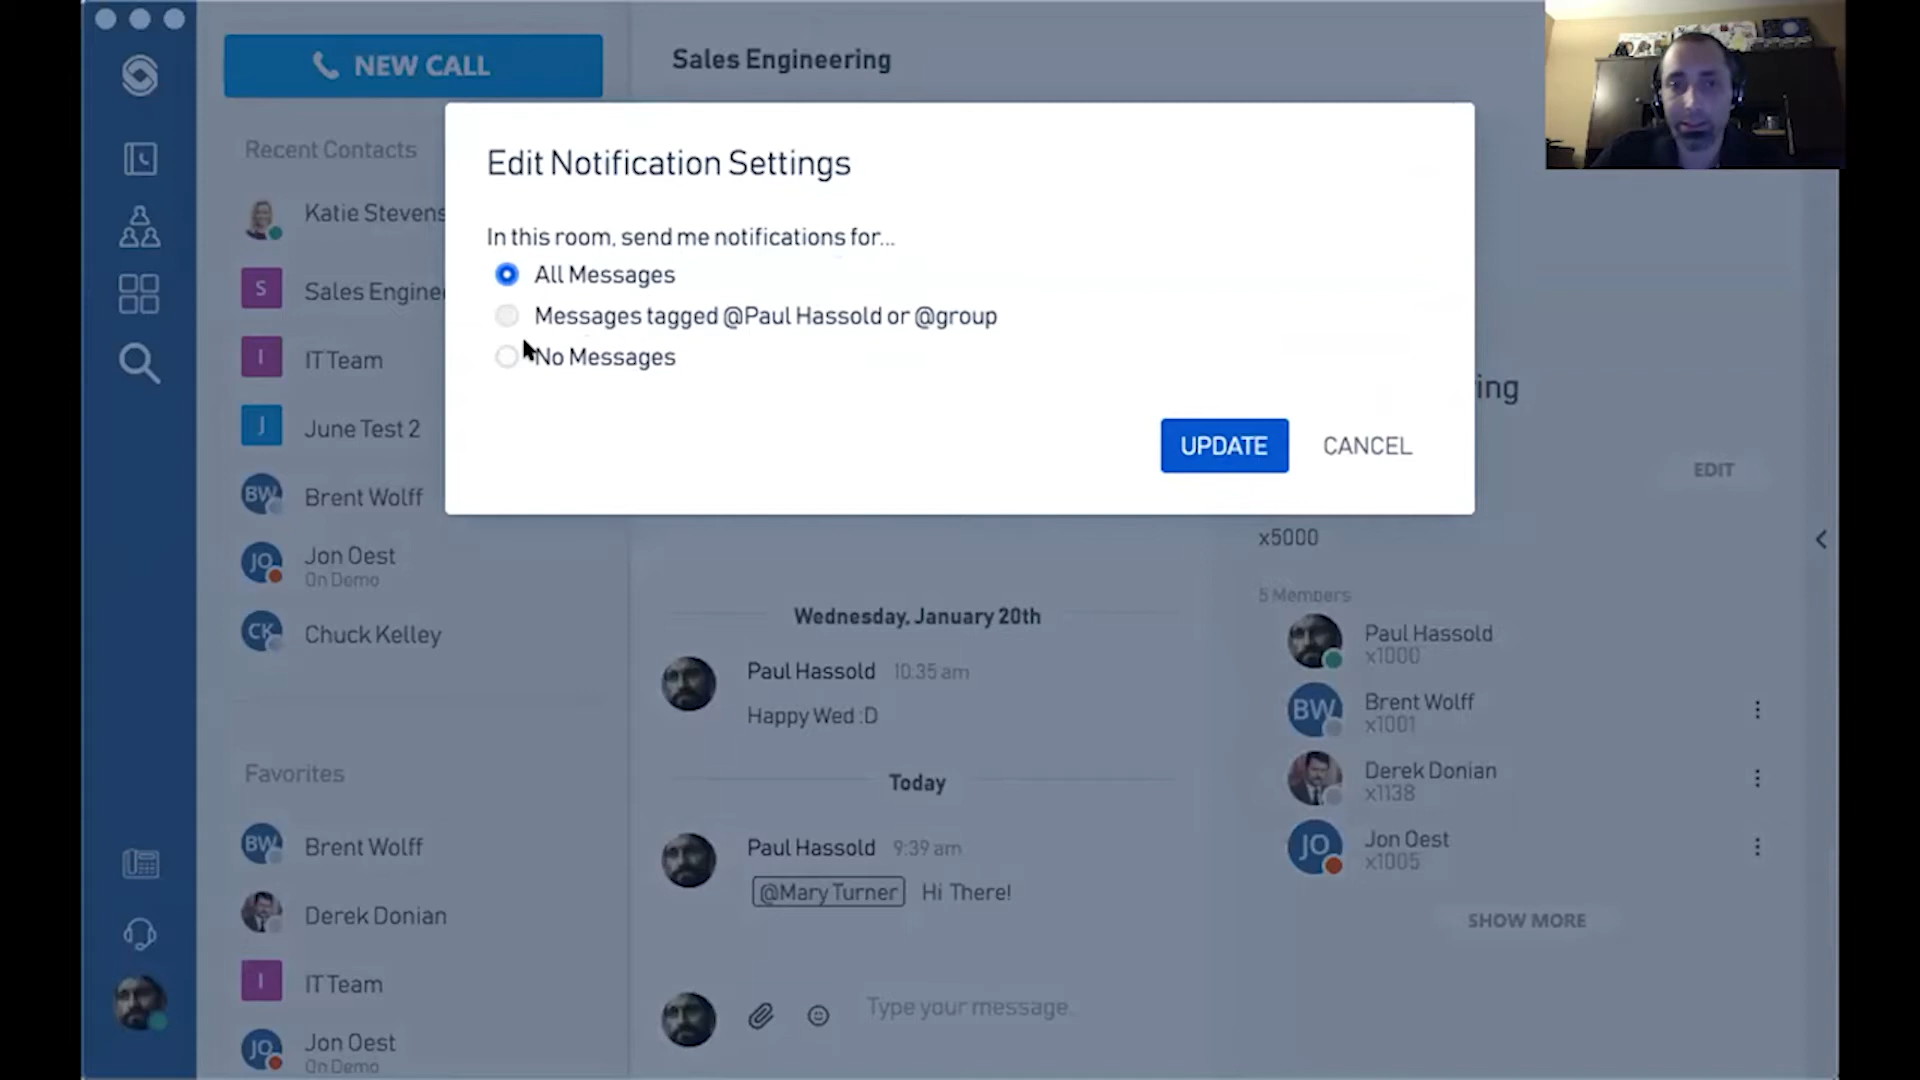 NEW CALL
Recent Contacts
Katie Stevens
S
Sales Enginee
I
IT Team
J
June Test 2
BW
Brent Wolff
JO
Jon Oest
On Demo
CK
Chuck Kelley
Favorites
BW
Brent Wolff
Derek Donian
I
IT Team
JO
Jon Oest
On Demo
Sales Engineering
Edit Notification Settings
In this room, send me notifications for...
All Messages
Messages tagged @Paul Hassold or @group
No Messages
UPDATE
CANCEL
Wednesday, January 20th
Paul Hassold 10:35 am
Happy Wed :D
Today
Paul Hassold 9:39 am
@Mary Turner Hi There!
Type your message.
ing
EDIT
x5000
5 Members
Paul Hassold
x1000
BW
Brent Wolff
x1001
Derek Donian
x1138
JO
Jon Oest
x1005
SHOW MORE